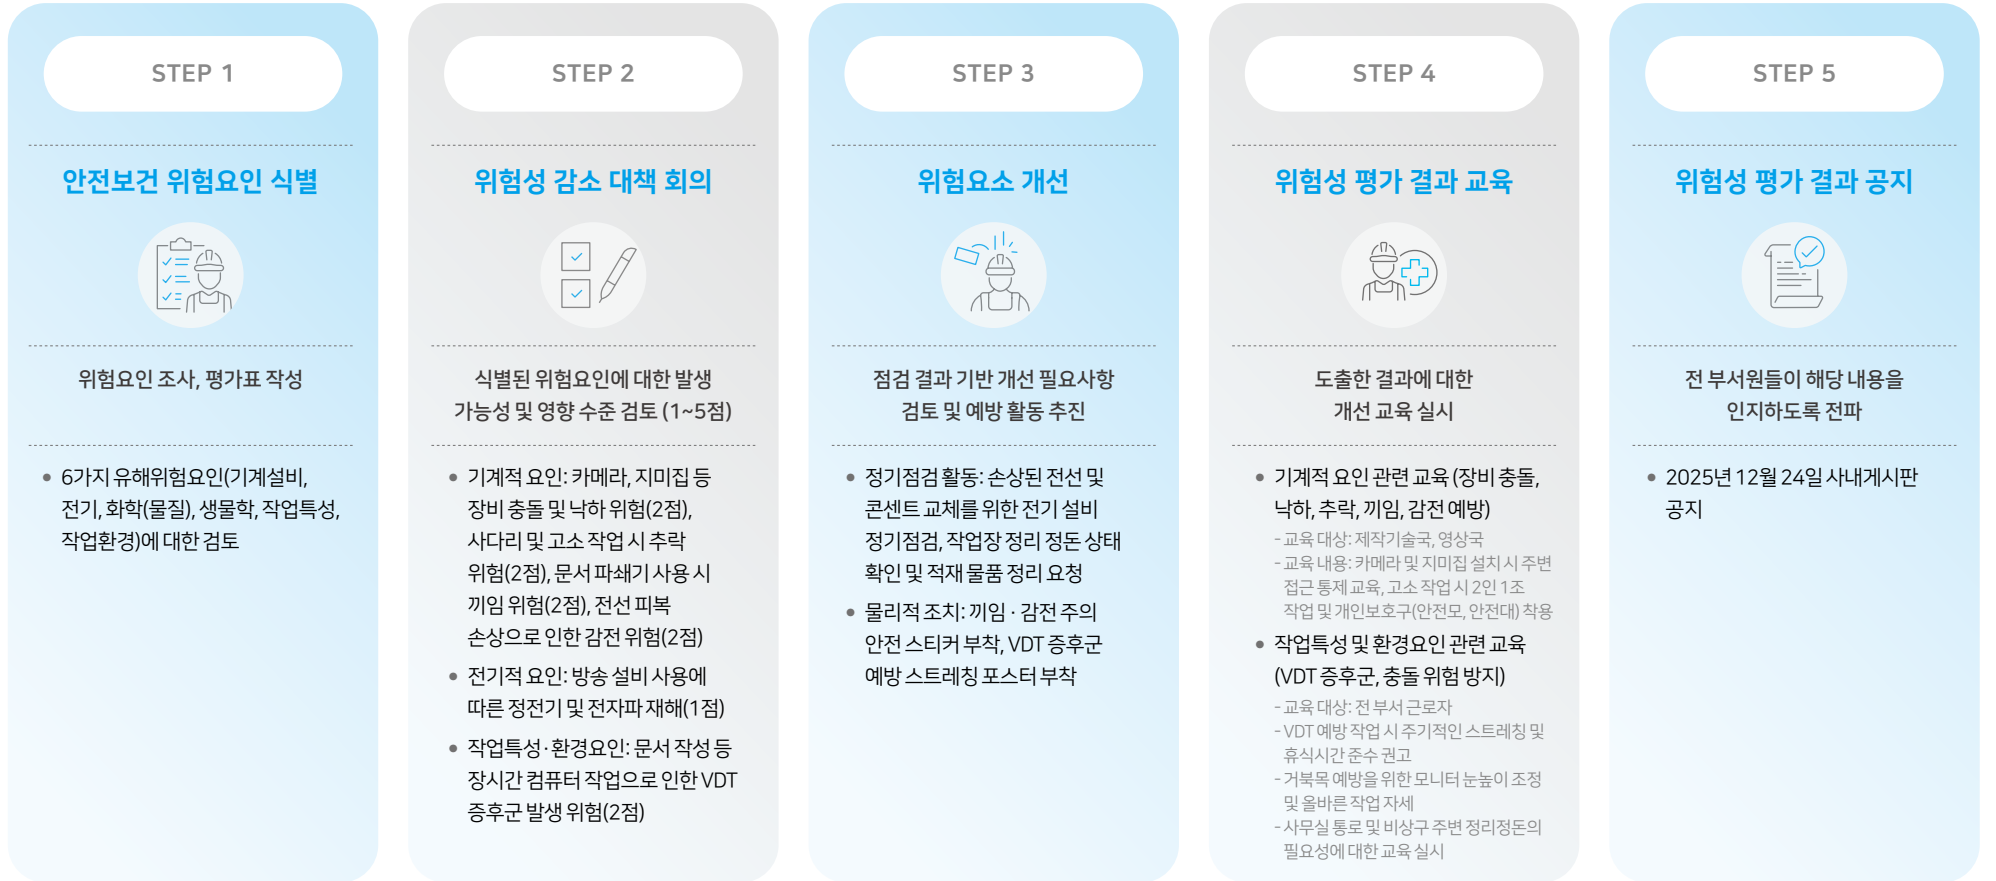 STEP 1
안전보건 위험요인 식별
위험요인 조사, 평가표 작성
• 6가지 유해위험요인(기계설비,
전기, 화학(물질), 생물학, 작업특성,
작업환경)에 대한 검토
STEP 2
위험성 감소 대책 회의
식별된 위험요인에 대한 발생
가능성 및 영향 수준 검토 (1~5점)
• 기계적 요인: 카메라, 지미집 등
장비 충돌 및 낙하 위험(2점),
사다리 및 고소 작업 시 추락
위험(2점), 문서 파쇄기 사용 시
끼임 위험(2점), 전선 피복
손상으로 인한 감전 위험(2점)
• 전기적 요인: 방송 설비 사용에
따른 정전기 및 전자파 재해(1점)
• 작업특성·환경요인: 문서 작성 등
장시간 컴퓨터 작업으로 인한 VDT
증후군 발생 위험(2점)
STEP 3
위험요소 개선
점검 결과 기반 개선 필요사항
검토 및 예방 활동 추진
• 정기점검 활동: 손상된 전선 및
콘센트 교체를 위한 전기 설비
정기점검, 작업장 정리 정돈 상태
확인 및 적재 물품 정리 요청
• 물리적 조치: 끼임 · 감전 주의
안전 스티커 부착, VDT 증후군
예방 스트레칭 포스터 부착
STEP 4
위험성 평가 결과 교육
도출한 결과에 대한
개선 교육 실시
• 기계적 요인 관련 교육 (장비 충돌,
낙하, 추락, 끼임, 감전 예방)
- 교육 대상: 제작기술국, 영상국
- 교육 내용: 카메라 및 지미집 설치 시 주변
접근 통제 교육, 고소 작업 시 2인 1조
작업 및 개인보호구(안전모, 안전대) 착용
• 작업특성 및 환경요인 관련 교육
(VDT 증후군, 충돌 위험 방지)
- 교육 대상: 전 부서 근로자
- VDT 예방 작업 시 주기적인 스트레칭 및
휴식시간 준수 권고
- 거북목 예방을 위한 모니터 눈높이 조정
및 올바른 작업 자세
- 사무실 통로 및 비상구 주변 정리정돈의
필요성에 대한 교육 실시
STEP 5
위험성 평가 결과 공지
전 부서원들이 해당 내용을
인지하도록 전파
• 2025년 12월 24일 사내게시판
공지